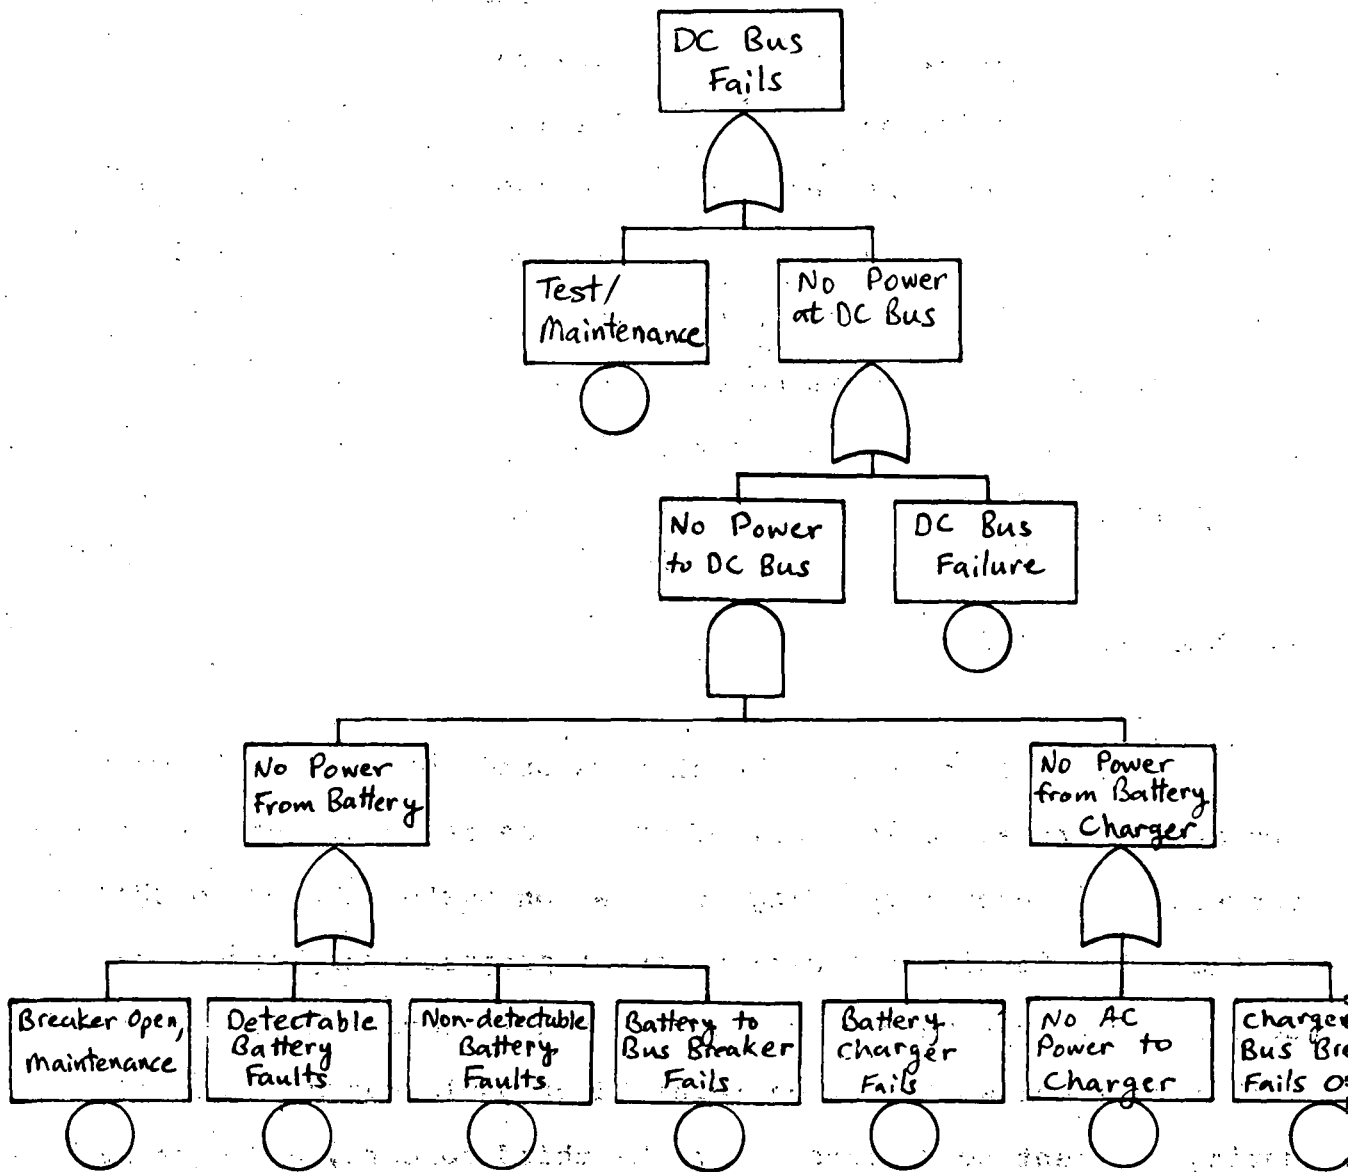 DC Bus
Fails
Test/
Maintenance
No Power
at DC Bus
No Power
to DC Bus
DC Bus
Failure
No Power
From Battery
No Power
from Battery
Charger
Breaker Open,
Maintenance
Detectable
Battery
Faults
Non-detectable
Battery
Faults
Battery to
Bus Breaker
Fails
Battery
Charger
Fails
No AC
Power to
Charger
Charger
Bus
Fails